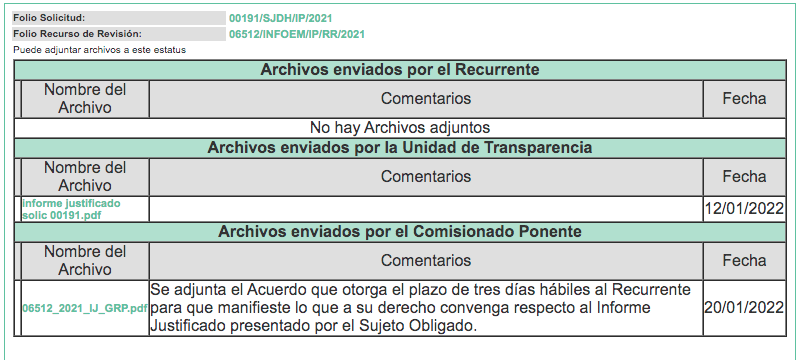 Folio Solicitud: 00191/SJDH/IP/2021
Folio Recurso de Revisión: 06512/INFOEM/IP/RR/2021
Puede adjuntar archivos a este estatus
Archivos enviados por el Recurrente
Nombre del Archivo Comentarios Fecha
No hay Archivos adjuntos
Archivos enviados por la Unidad de Transparencia
Nombre del Archivo Comentarios Fecha
informe justificado
solic 00191.pdf 12/01/2022
Archivos enviados por el Comisionado Ponente
Nombre del Archivo Comentarios Fecha
06512_2021_IJ_GRP.pdf
Se adjunta el Acuerdo que otorga el plazo de tres días hábiles al Recurrente
para que manifieste lo que a su derecho convenga respecto al Informe
Justificado presentado por el Sujeto Obligado.
20/01/2022